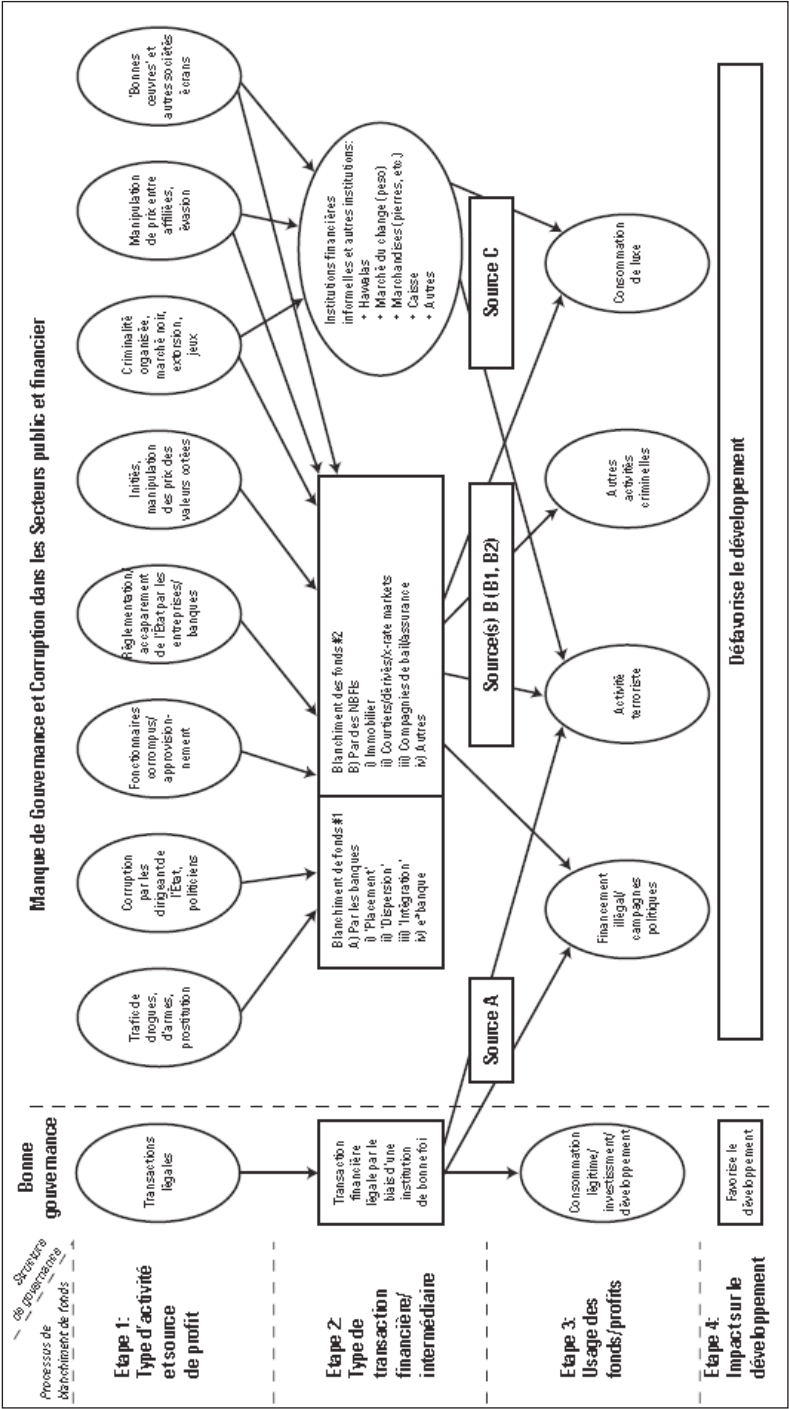 Structure
de gouvernance
Processus de
blanchiment de fonds
Bonne
gouvernance
Manque de Gouvernance et Corruption dans les Secteurs public et financier
Etape 1:
Type d'activité
et source
de profit
Transactions
légales
Trafic de
drogues,
d'armes,
prostitution
Corruption
par les
dirigeant de
l'Etat,
politiciens
Fonctionnaires
corrompus/
approvision-
nement
Règlementation/
accaparement
de l'Etat par les
entreprises/
banques
Initiés,
manipulation
des prix des
valeurs cotées
Criminalité
organisée,
marché noir,
extorsion,
jeux
Manipulation
de prix entre
affiliées,
évasion
'Bonnes
œuvres' et
autres sociétés
écrans
Etape 2:
Type de
transaction
financière/
intermédiaire
Transaction
financière
légale par le
biais d'une
institution
de bonne foi
Blanchiment de fonds #1
A) Par les banques
i) 'Placement'
ii) 'Dispersion'
iii) 'Intégration'
iv) e*banque
Blanchiment des fonds #2
B) Par des NBFIs
i) Immobilier
ii) Courtiers/dérivés/x-rate markets
iii) Compagnies de bail/assurance
iv) Autres
Institutions financières
informelles et autres institutions:
+ Hawalas
+ Marché du change (peso)
+ Marchandises (pierres, etc.)
+ Caisse
+ Autres
Source A
Source(s) B (B1, B2)
Source C
Etape 3:
Usage des
fonds/profits
Consommation
légitime/
investissment/
développement
Financement
illégal/
campagnes
politiques
Activité
terroriste
Autres
activités
criminelles
Consommation
de luxe
Etape 4:
Impact sur le
développement
Favorise le
développement
Défavorise le développement